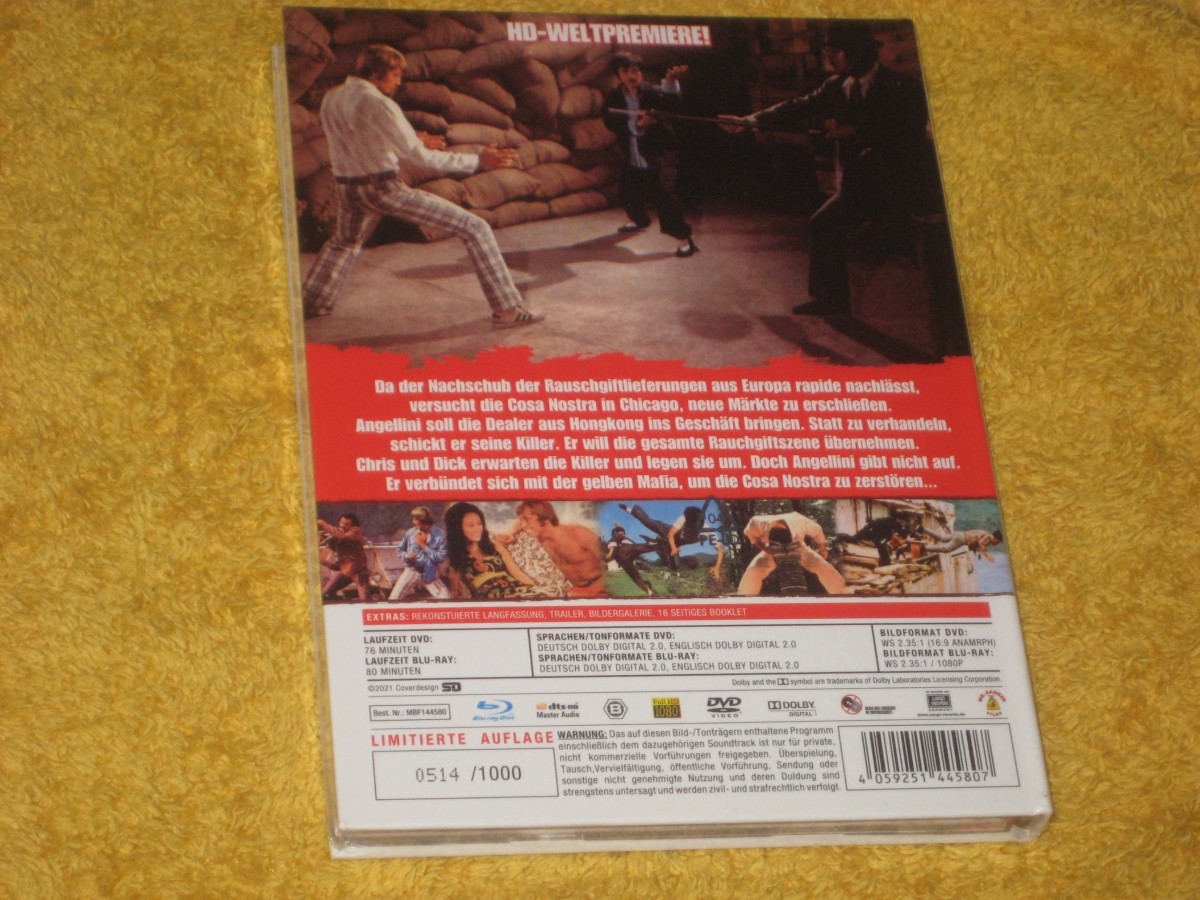 HD-WELTPREMIERE!
Da der Nachschub der Rauschgiftlieferungen aus Europa rapide nachlässt,
versucht die Cosa Nostra in Chicago, neue Märkte zu erschließen.
Angellini soll die Dealer aus Hongkong ins Geschäft bringen. Statt zu verhandeln,
schickt er seine Killer. Er will die gesamte Rauchgiftszene übernehmen.
Chris und Dick erwarten die Killer und legen sie um. Doch Angellini gibt nicht auf.
Er verbündet sich mit der gelben Mafia, um die Cosa Nostra zu zerstören...
EXTRAS: REKONSTUIERTE LANGFASSUNG, TRAILER, BILDERGALERIE, 16 SEITIGES BOOKLET
LAUFZEIT DVD:
76 MINUTEN
LAUFZEIT BLU-RAY:
80 MINUTEN
SPRACHEN/TONFORMATE DVD:
DEUTSCH DOLBY DIGITAL 2.0, ENGLISCH DOLBY DIGITAL 2.0
SPRACHEN/TONFORMATE BLU-RAY:
DEUTSCH DOLBY DIGITAL 2.0, ENGLISCH DOLBY DIGITAL 2.0
BILDFORMAT DVD:
WS 2.35:1 (16:9 ANAMRPH)
BILDFORMAT BLU-RAY:
WS 2.35:1 / 1080P
©2021 Coverdesign SD
Dolby and the symbol are trademarks of Dolby Laboratories Licensing Corporation.
Best. Nr.: MBF144580
Blu-ray Disc
dts-HD
Master Audio
B
Full HD
1080
DVD
VIDEO
DOLBY
DIGITAL
LIMITIERTE AUFLAGE
0514 /1000
WARNUNG: Das auf diesen Bild-/Tonträgern enthaltene Programm
einschließlich dem dazugehörigen Soundtrack ist nur für private,
nicht kommerzielle Vorführungen freigegeben. Überspielung,
Tausch,Vervielfältigung, öffentliche Vorführung, Sendung oder
sonstige nicht genehmigte Nutzung und deren Duldung sind
strengstens untersagt und werden zivil- und strafrechtlich verfolgt.
4 059251 445807